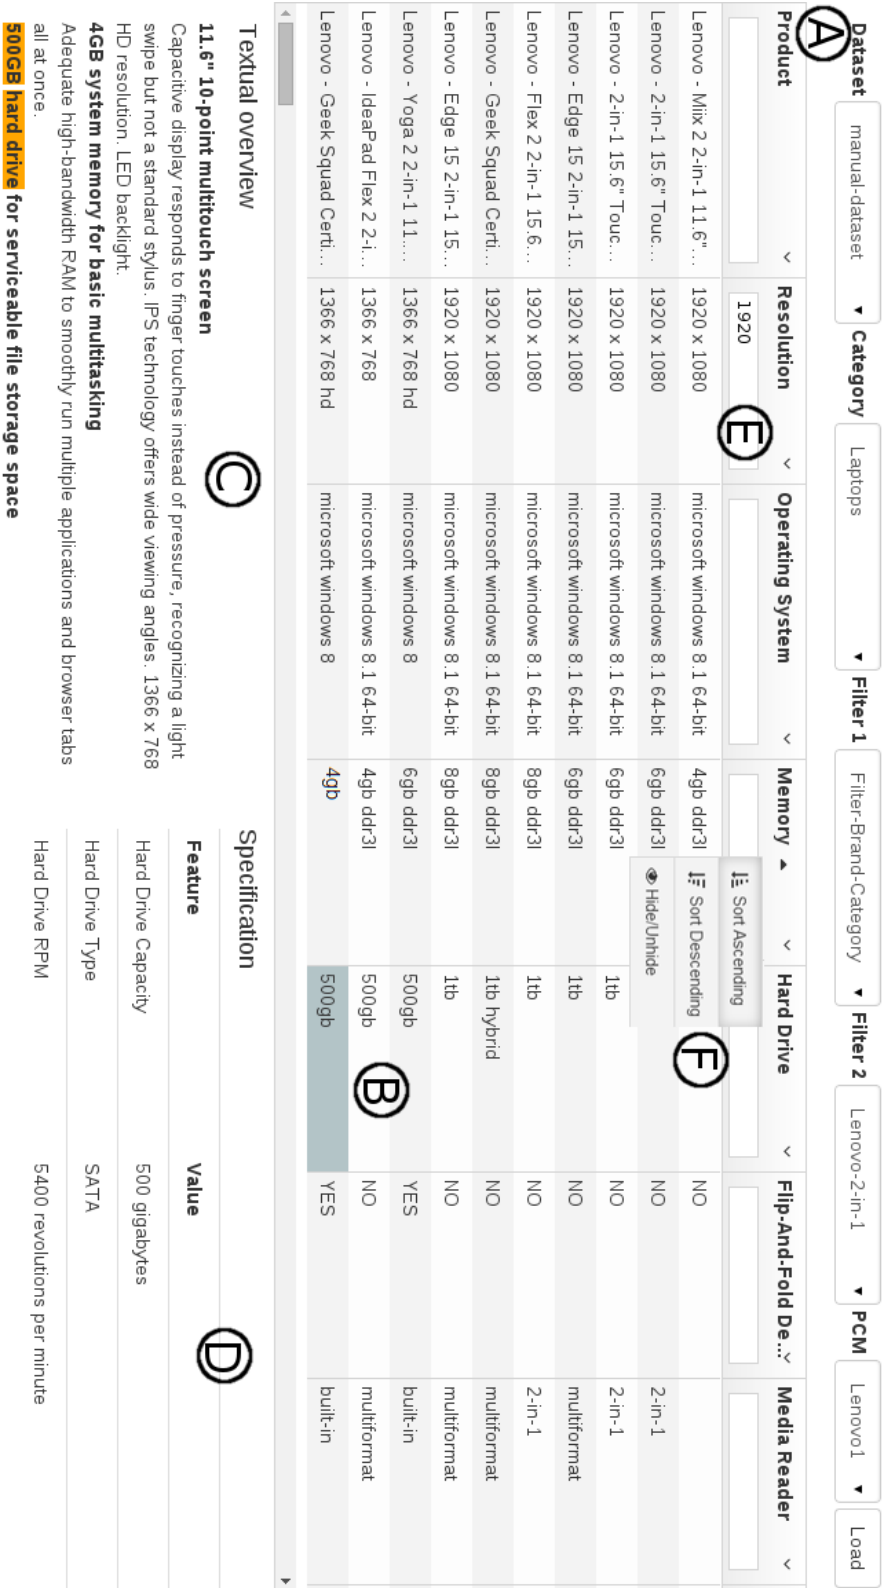 Dataset manual-dataset ▼ Category Laptops ▼ Filter 1 Filter-Brand-Category ▼ Filter 2 Lenovo-2-in-1 ▼ PCM Lenovo1 ▼ Load
A
Product Resolution Operating System Memory ▲ Hard Drive Flip-And-Fold De... Media Reader
1920
E
Sort Ascending
Sort Descending
Hide/Unhide
F
Lenovo - Miix 2 2-in-1 11.6"... 1920 x 1080 microsoft windows 8.1 64-bit 4gb ddr3l NO
Lenovo - 2-in-1 15.6" Touc... 1920 x 1080 microsoft windows 8.1 64-bit 6gb ddr3l NO 2-in-1
Lenovo - 2-in-1 15.6" Touc... 1920 x 1080 microsoft windows 8.1 64-bit 6gb ddr3l 1tb NO 2-in-1
Lenovo - Edge 15 2-in-1 15... 1920 x 1080 microsoft windows 8.1 64-bit 6gb ddr3l 1tb NO multiformat
Lenovo - Flex 2 2-in-1 15.6... 1920 x 1080 microsoft windows 8.1 64-bit 8gb ddr3l 1tb NO 2-in-1
Lenovo - Geek Squad Certi... 1920 x 1080 microsoft windows 8.1 64-bit 8gb ddr3l 1tb hybrid NO multiformat
Lenovo - Edge 15 2-in-1 15... 1920 x 1080 microsoft windows 8.1 64-bit 8gb ddr3l 1tb NO multiformat
Lenovo - Yoga 2 2-in-1 11.... 1366 x 768 hd microsoft windows 8 6gb ddr3l 500gb YES built-in
Lenovo - IdeaPad Flex 2 2-i... 1366 x 768 microsoft windows 8.1 64-bit 4gb ddr3l 500gb NO multiformat
B
Lenovo - Geek Squad Certi... 1366 x 768 hd microsoft windows 8 4gb 500gb YES built-in
Textual overview
C
11.6" 10-point multitouch screen
Capacitive display responds to finger touches instead of pressure, recognizing a light
swipe but not a standard stylus. IPS technology offers wide viewing angles. 1366 x 768
HD resolution. LED backlight.
4GB system memory for basic multitasking
Adequate high-bandwidth RAM to smoothly run multiple applications and browser tabs
all at once.
500GB hard drive for serviceable file storage space
Specification
D
Feature Value
Hard Drive Capacity 500 gigabytes
Hard Drive Type SATA
Hard Drive RPM 5400 revolutions per minute